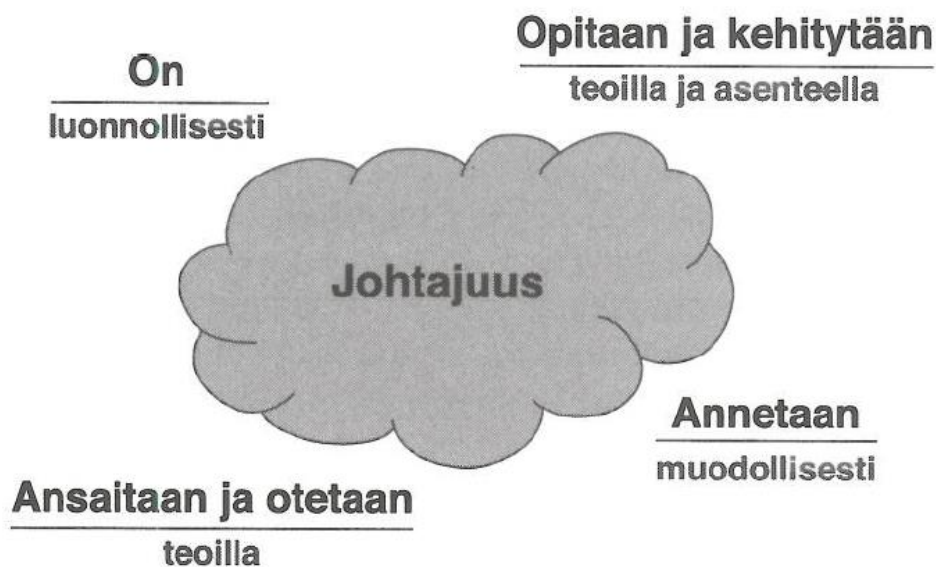 On
luonnollisesti
Opitaan ja kehitytään
teoilla ja asenteella
Johtajuus
Annetaan
muodollisesti
Ansaitaan ja otetaan
teoilla